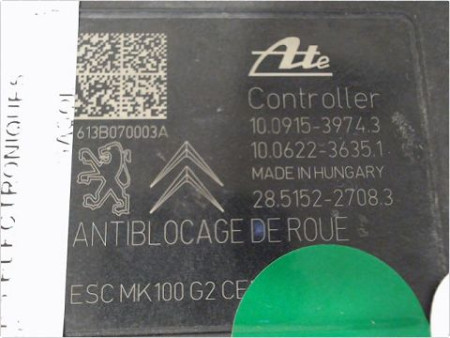 Ate
Controller
613B070003A
10.0915-3974.3
10.0622-3635.1
MADE IN HUNGARY
28.5152-2708.3
ANTIBLOCAGE DE ROUE
ESC MK100 G2